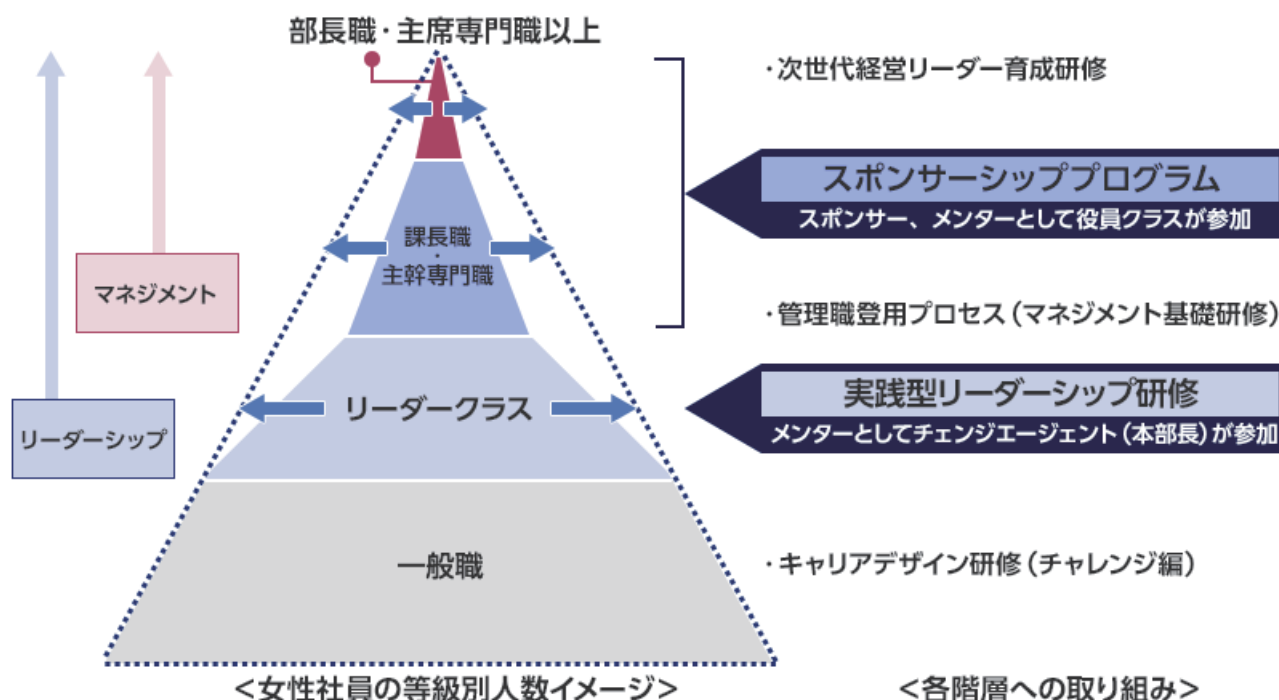 部長職・主席専門職以上
・次世代経営リーダー育成研修
スポンサーシッププログラム
スポンサー、メンターとして役員クラスが参加
課長職
・
主幹専門職
マネジメント
・管理職登用プロセス（マネジメント基礎研修）
実践型リーダーシップ研修
メンターとしてチェンジエージェント（本部長）が参加
リーダークラス
リーダーシップ
一般職
・キャリアデザイン研修（チャレンジ編）
＜女性社員の等級別人数イメージ＞
＜各階層への取り組み＞